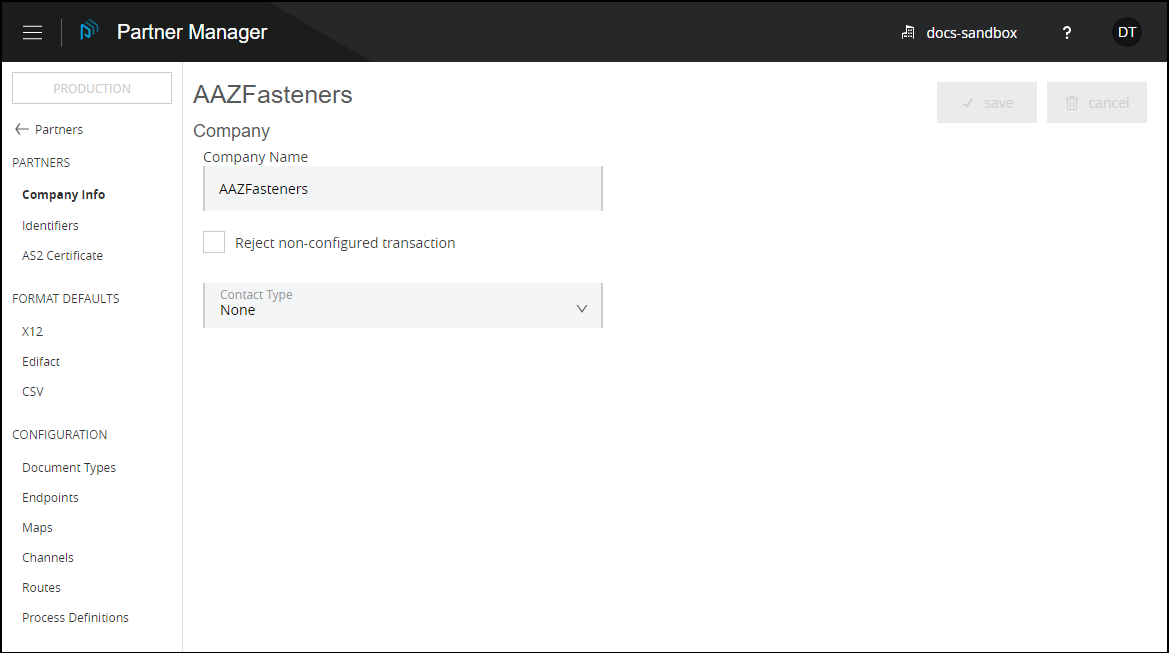 Partner Manager
docs-sandbox
?
DT
PRODUCTION
Partners
PARTNERS
Company Info
Identifiers
AS2 Certificate
FORMAT DEFAULTS
X12
Edifact
CSV
CONFIGURATION
Document Types
Endpoints
Maps
Channels
Routes
Process Definitions
AAZFasteners
save
cancel
Company
Company Name
AAZFasteners
Reject non-configured transaction
Contact Type
None